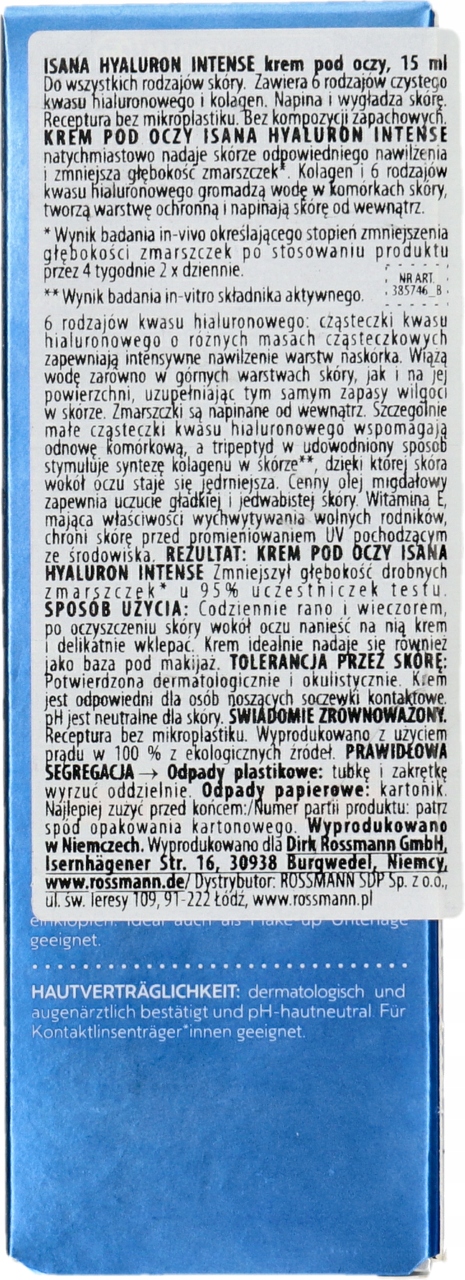 ISANA HYALURON INTENSE krem pod oczy, 15 ml
Do wszystkich rodzajów skóry. Zawiera 6 rodzajów czystego
kwasu hialuronowego i kolagen. Napina i wygładza skórę.
Receptura bez mikroplastiku. Bez kompozycji zapachowych.
KREM POD OCZY ISANA HYALURON INTENSE
natychmiastowo nadaje skórze odpowiedniego nawilżenia
i zmniejsza głębokość zmarszczek*. Kolagen i 6 rodzajów
kwasu hialuronowego gromadzą wodę w komórkach skóry,
tworzą warstwę ochronną i napinają skórę od wewnątrz.
* Wynik badania in-vivo określającego stopień zmniejszenia
głębokości zmarszczek po stosowaniu produktu
przez 4 tygodnie 2 x dziennie.
NR ART.
385746_B
** Wynik badania in-vitro składnika aktywnego.
6 rodzajów kwasu hialuronowego: cząsteczki kwasu
hialuronowego o różnych masach cząsteczkowych
zapewniają intensywne nawilżenie warstw naskórka. Wiążą
wodę zarówno w górnych warstwach skóry, jak i na jej
powierzchni, uzupełniając tym samym zapasy wilgoci
w skórze. Zmarszczki są napinane od wewnątrz. Szczególnie
małe cząsteczki kwasu hialuronowego wspomagają
odnowę komórkową, a tripeptyd w udowodniony sposób
stymuluje syntezę kolagenu w skórze**, dzięki której skóra
wokół oczu staje się jędrniejsza. Cenny olej migdałowy
zapewnia uczucie gładkiej i jedwabistej skóry. Witamina E,
mająca właściwości wychwytywania wolnych rodników,
chroni skórę przed promieniowaniem UV pochodzącym
ze środowiska. REZULTAT: KREM POD OCZY ISANA
HYALURON INTENSE Zmniejszył głębokość drobnych
zmarszczek* u 95% uczestniczek testu.
SPOSÓB UŻYCIA: Codziennie rano i wieczorem,
po oczyszczeniu skóry wokół oczu nanieść na nią krem
i delikatnie wklepać. Krem idealnie nadaje się również
jako baza pod makijaż. TOLERANCJA PRZEZ SKÓRĘ:
Potwierdzona dermatologicznie i okulistycznie. Krem
jest odpowiedni dla osób noszących soczewki kontaktowe.
pH jest neutralne dla skóry. ŚWIADOMIE ZRÓWNOWAŻONY.
Receptura bez mikroplastiku. Wyprodukowano z użyciem
prądu w 100 % z ekologicznych źródeł. PRAWIDŁOWA
SEGREGACJA → Odpady plastikowe: tubkę i zakrętkę
wyrzuć oddzielnie. Odpady papierowe: kartonik.
Najlepiej zużyć przed końcem:/Numer partii produktu: patrz
spód opakowania kartonowego. Wyprodukowano
w Niemczech. Wyprodukowano dla Dirk Rossmann GmbH,
Isernhägener Str. 16, 30938 Burgwedel, Niemcy,
www.rossmann.de/ Dystrybutor: ROSSMANN SDP Sp. z o.o.,
ul. św. Teresy 109, 91-222 Łódź, www.rossmann.pl
einklopfen. Ideal auch als Make-up Unterlage
geeignet.
HAUTVERTRÄGLICHKEIT: dermatologisch und
augenärztlich bestätigt und pH-hautneutral. Für
Kontaktlinsenträger*innen geeignet.